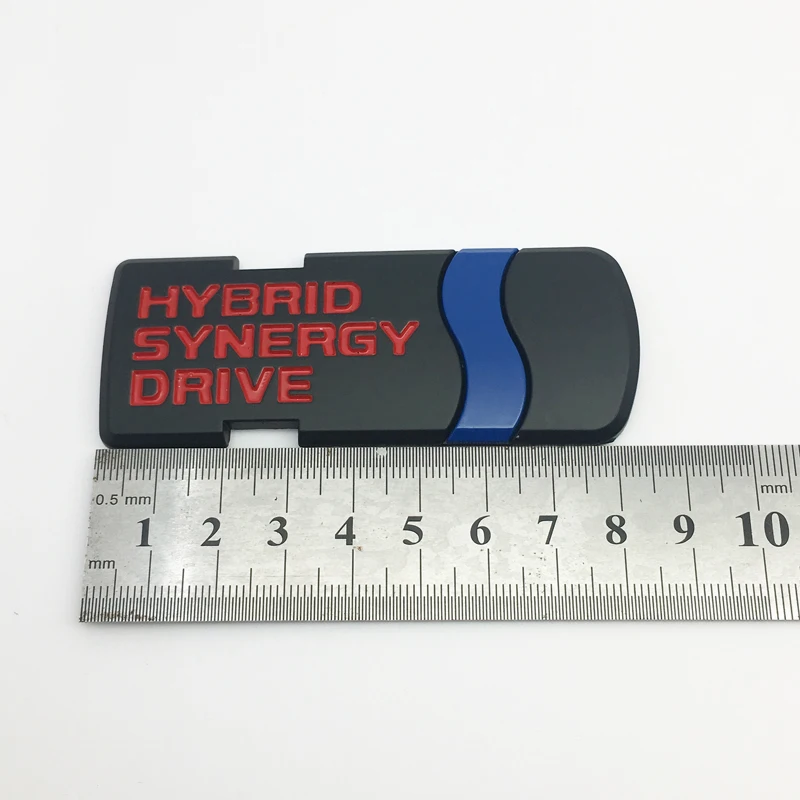 HYBRID
SYNERGY
DRIVE
mm
0.5 mm
1 2 3 4 5 6 7 8 9 10
mm